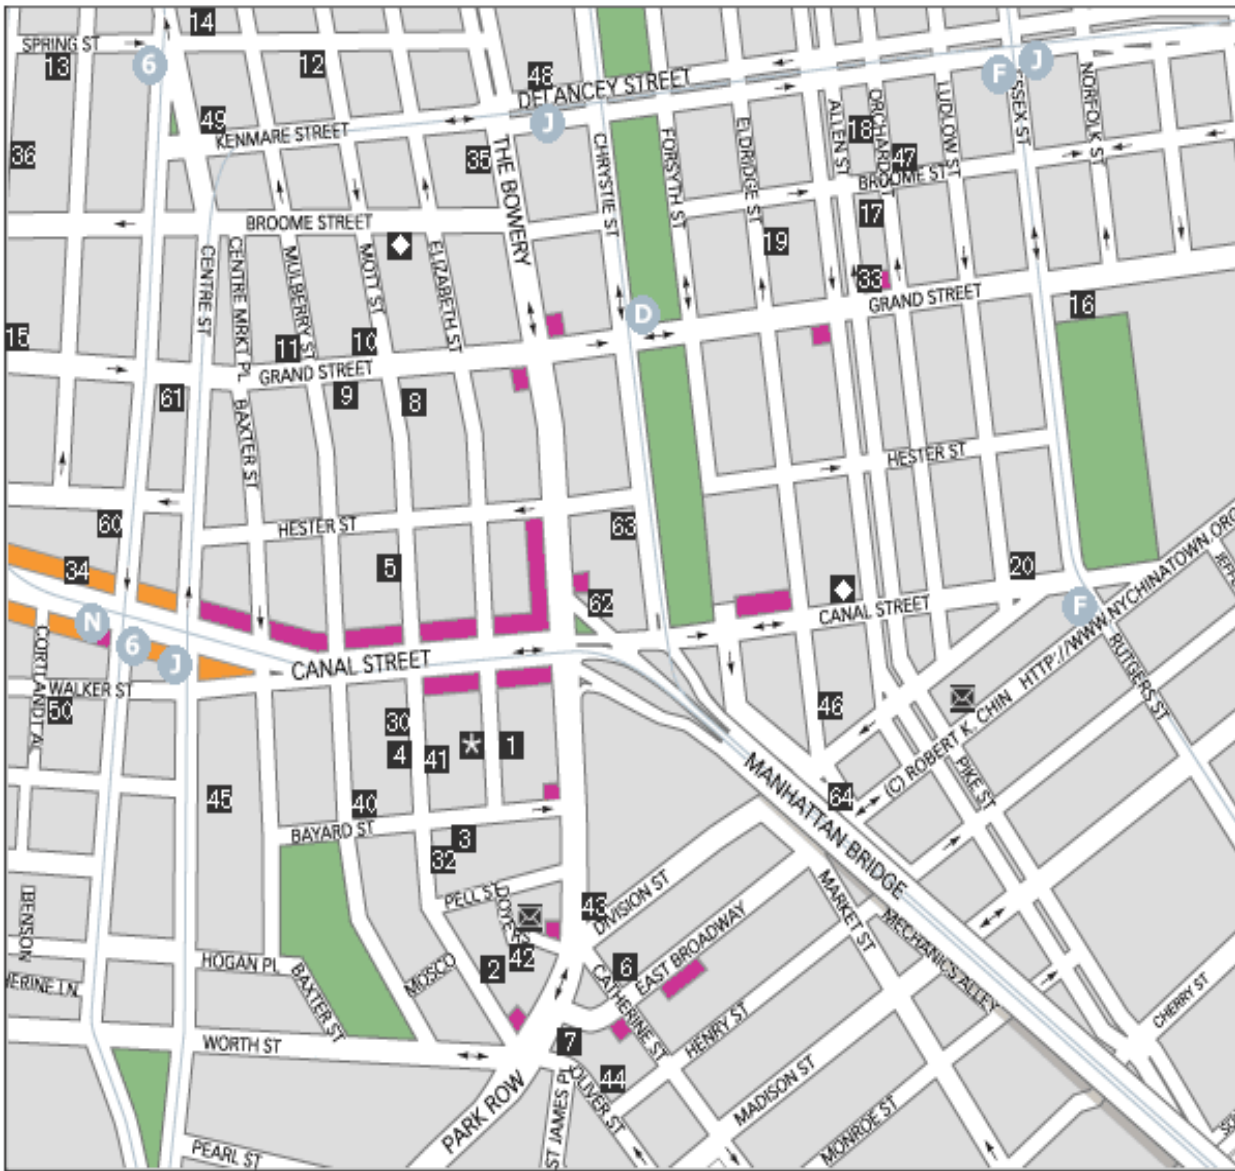 14
SPRING ST
13
6
12
48
DELANCEY STREET
J
F
J
ESSEX ST
NORFOLK ST
LUDLOW ST
ORCHARD ST
ALLEN ST
18
47
49
KENMARE STREET
36
35
J
THE BOWERY
CHRYSTIE ST
FORSYTH ST
ELDRIDGE ST
BROOME ST
17
19
BROOME STREET
CENTRE ST
CENTRE MRKT PL
MULBERRY ST
MOTT ST
ELIZABETH ST
33
GRAND STREET
16
D
15
11
10
GRAND STREET
61
9
8
BAXTER ST
HESTER ST
60
HESTER ST
63
34
5
62
20
CANAL STREET
F
N
6
J
CANAL STREET
CORTLANDT AL
WALKER ST
50
30
4
41
1
46
RUTGERS ST
(C) ROBERT K. CHIN HTTP://WWW.NYCHINATOWN.ORG
PIKE ST
MANHATTAN BRIDGE
64
45
40
BAYARD ST
3
32
PELL ST
DOYERS
43
DIVISION ST
MARKET ST
MECHANICS ALLEY
BENSON
HOGAN PL
BAXTER ST
MOSCO
2
42
6
EAST BROADWAY
CATHERINE ST
HENRY ST
CHERRY ST
HERINE LN
WORTH ST
7
44
OLIVER ST
MADISON ST
MONROE ST
PARK ROW
ST JAMES PL
PEARL ST